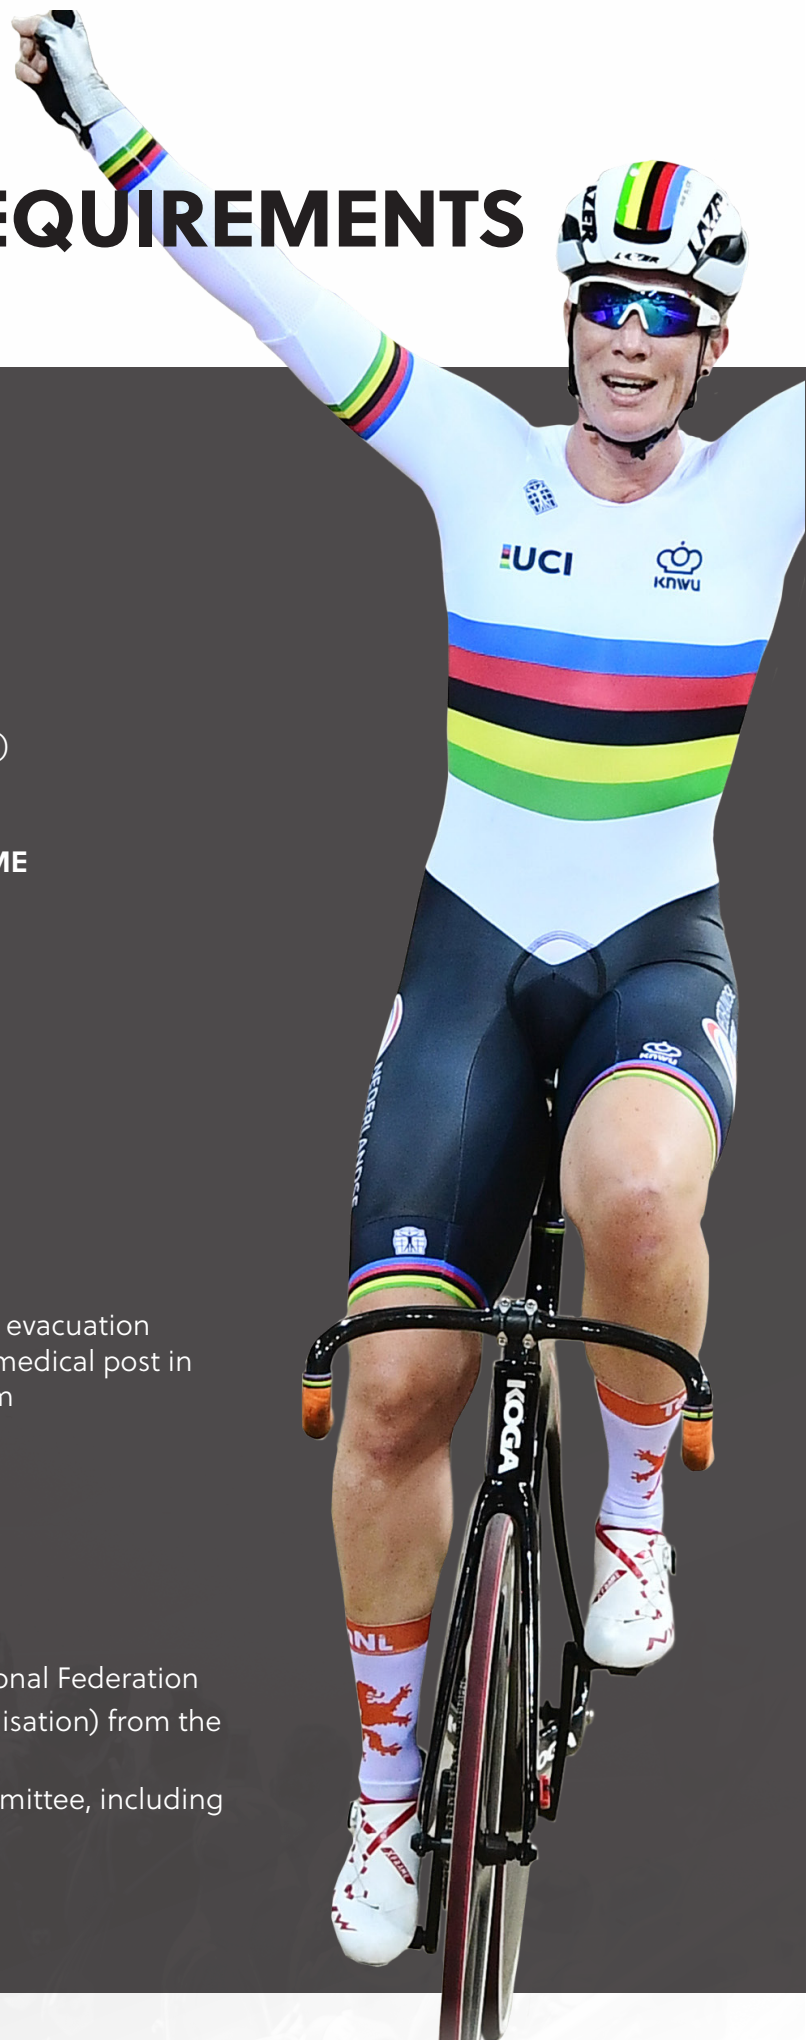 EQUIREMENTS
LAZER
UCI
KNWU
)
ME
KNWU
NEDERLANDSE
evacuation
medical post in
m
KOGA
NL
onal Federation
isation) from the
mittee, including